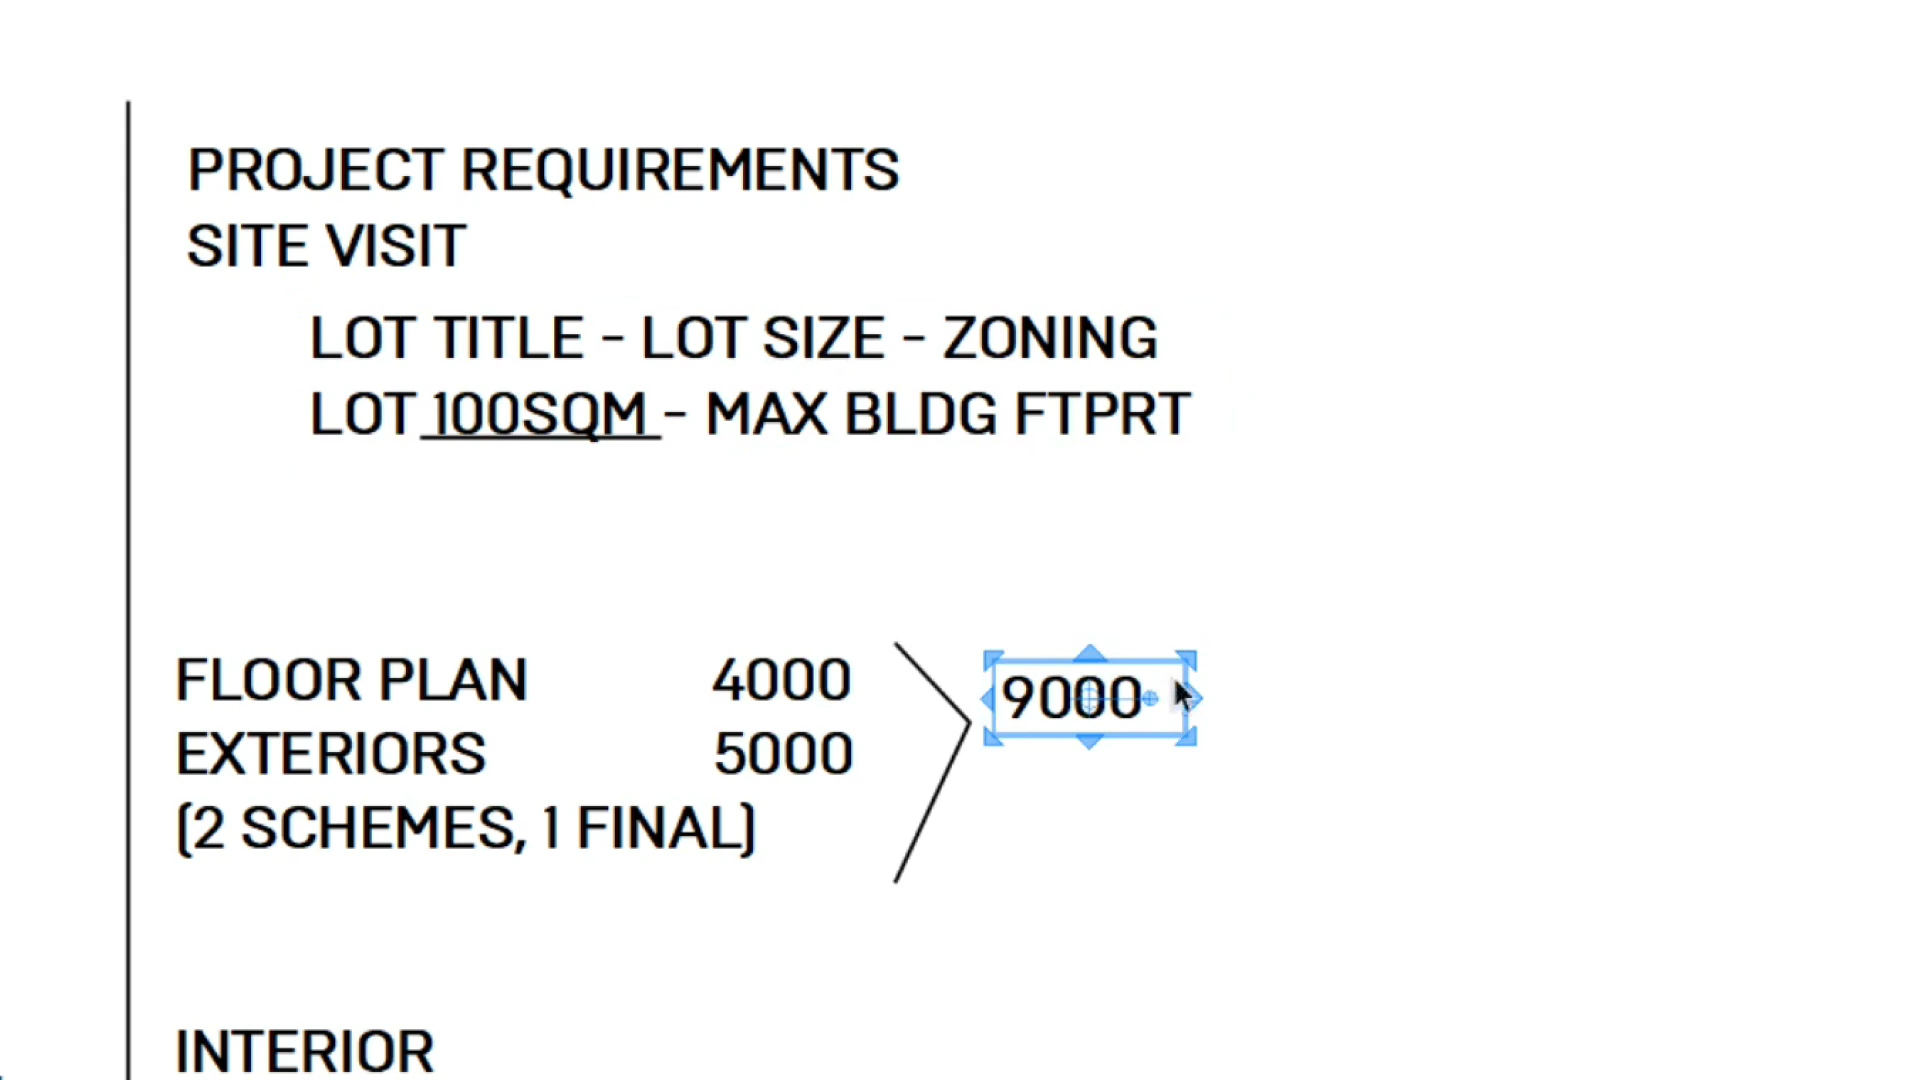 PROJECT REQUIREMENTS
SITE VISIT
LOT TITLE - LOT SIZE - ZONING
LOT 100SQM - MAX BLDG FTPRT
FLOOR PLAN 4000
EXTERIORS 5000
(2 SCHEMES, 1 FINAL)
9000
INTERIOR